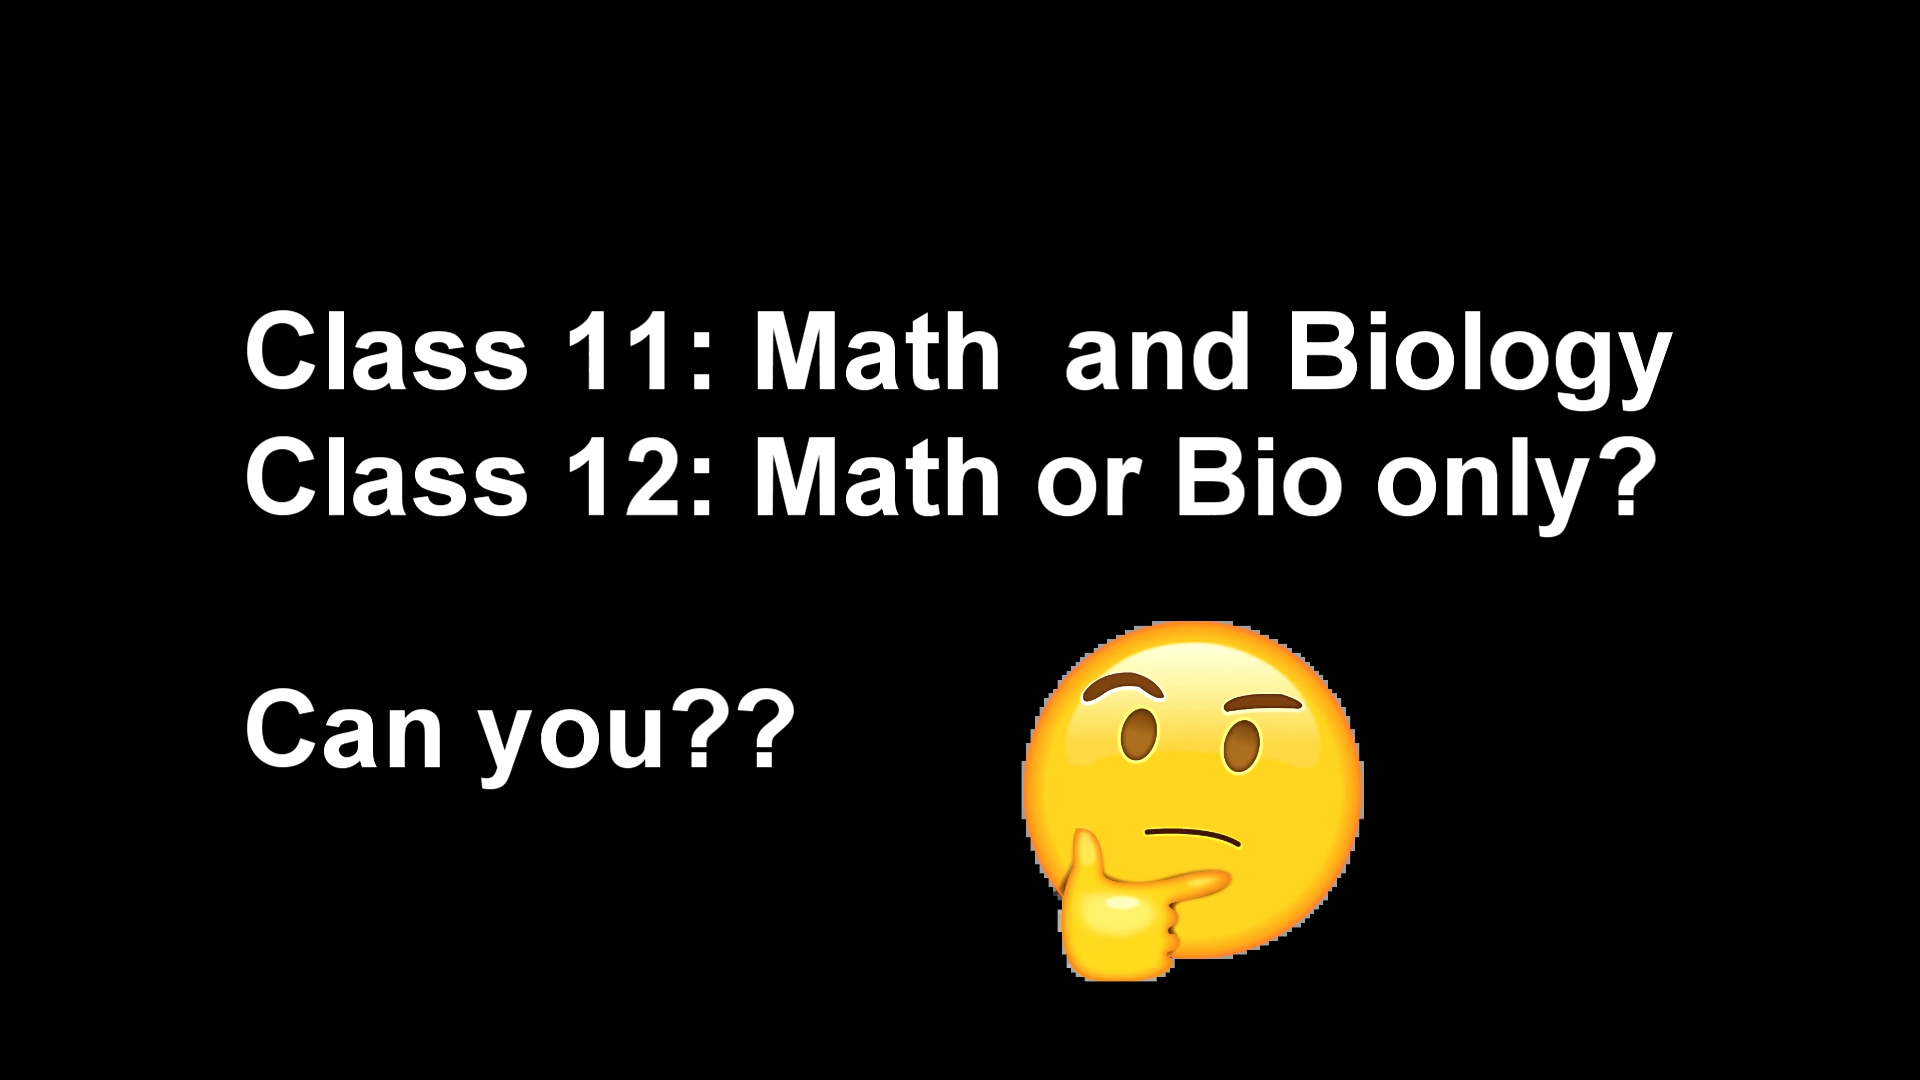 Class 11: Math  and Biology
Class 12: Math or Bio only?
Can you??